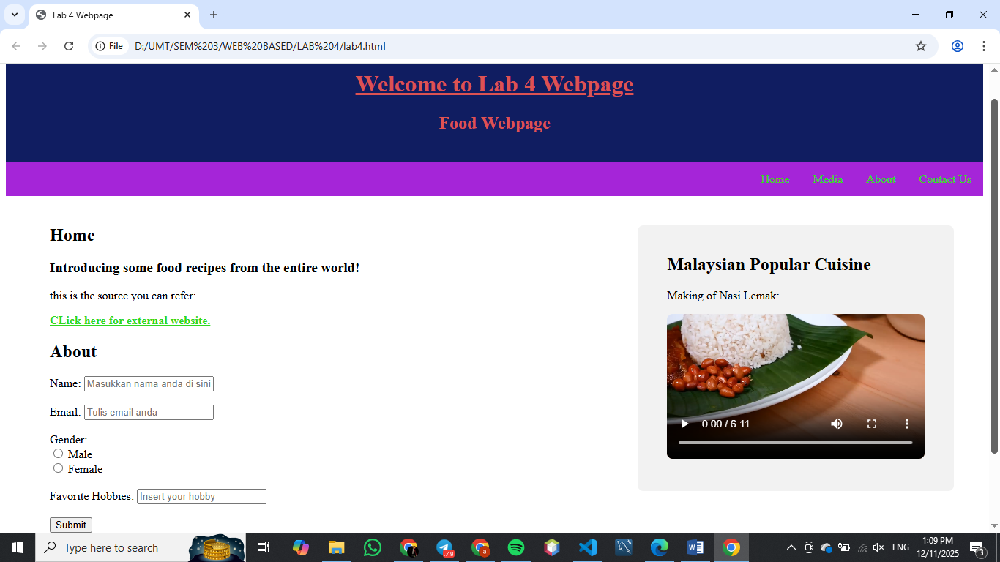 Lab 4 Webpage
File
D:/UMT/SEM%203/WEB%20BASED/LAB%204/lab4.html
Welcome to Lab 4 Webpage
Food Webpage
Home Media About Contact Us
Home
Introducing some food recipes from the entire world!
this is the source you can refer:
CLick here for external website.
About
Name: Masukkan nama anda di sini
Email: Tulis email anda
Gender:
Male
Female
Favorite Hobbies: Insert your hobby
Submit
Malaysian Popular Cuisine
Making of Nasi Lemak:
0:00 / 6:11
Type here to search
.49
ENG
1:09 PM
12/11/2025
3